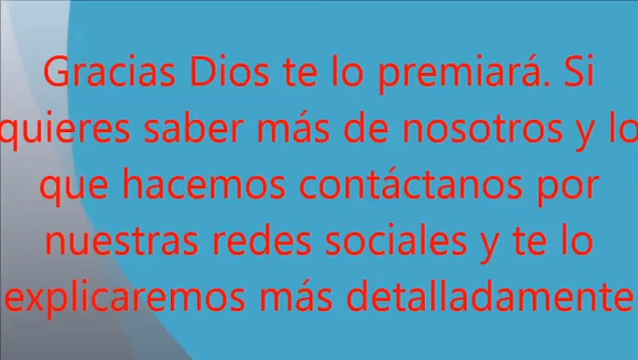 Gracias Dios te lo premiará. Si
quieres saber más de nosotros y lo
que hacemos contáctanos por
nuestras redes sociales y te lo
explicaremos más detalladamente